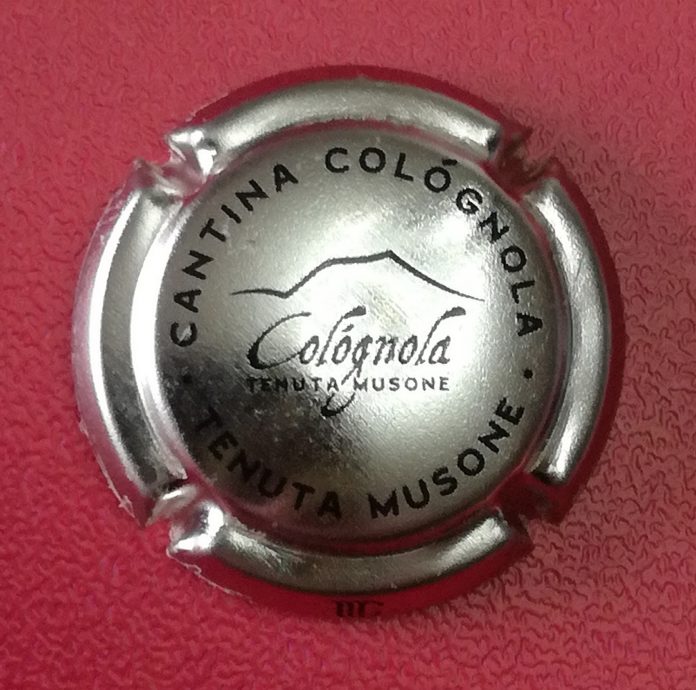 CANTINA COLÓGNOLA
Cológnola
TENUTA MUSONE
• TENUTA MUSONE •